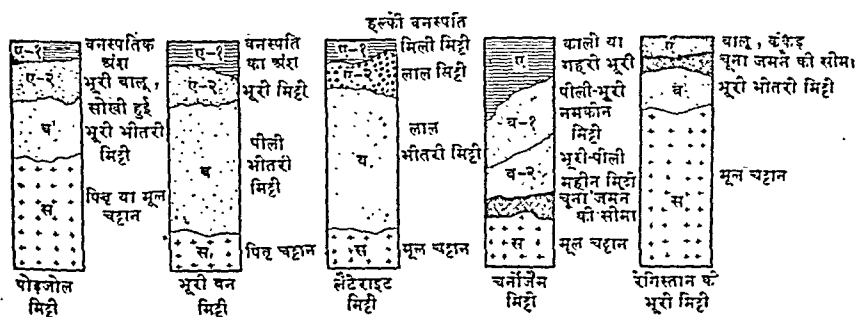 हल्की वनस्पति
मिली मिट्टी
ए-१
वनस्पतिक
अंश
ए-२
भूरी बालू,
सोखी हुई
ब
भूरी भीतरी
मिट्टी
स
पितृ या मूल
चट्टान
पोड्जोल
मिट्टी
ए-१
वनस्पति
का अंश
ए-२
भूरी मिट्टी
ब
पीली
भीतरी
मिट्टी
स
पितृ चट्टान
भूरी वन
मिट्टी
ए-१
ए-२
लाल मिट्टी
य
लाल
भीतरी मिट्टी
स
मूल चट्टान
लैटेराइट
मिट्टी
ए
काली या
गहरी भूरी
ब-१
पीली-भूरी
नमकीन
मिट्टी
ब-२
भूरी-पीली
महीन मिट्टी
चूना जमने
की सीमा
स
मूल चट्टान
चर्नोजेम
मिट्टी
ए
बालू, कंकड़
चूना जमने की सीमा
ब
भूरी भीतरी मिट्टी
स
मूल चट्टान
रेगिस्तान की
भूरी मिट्टी